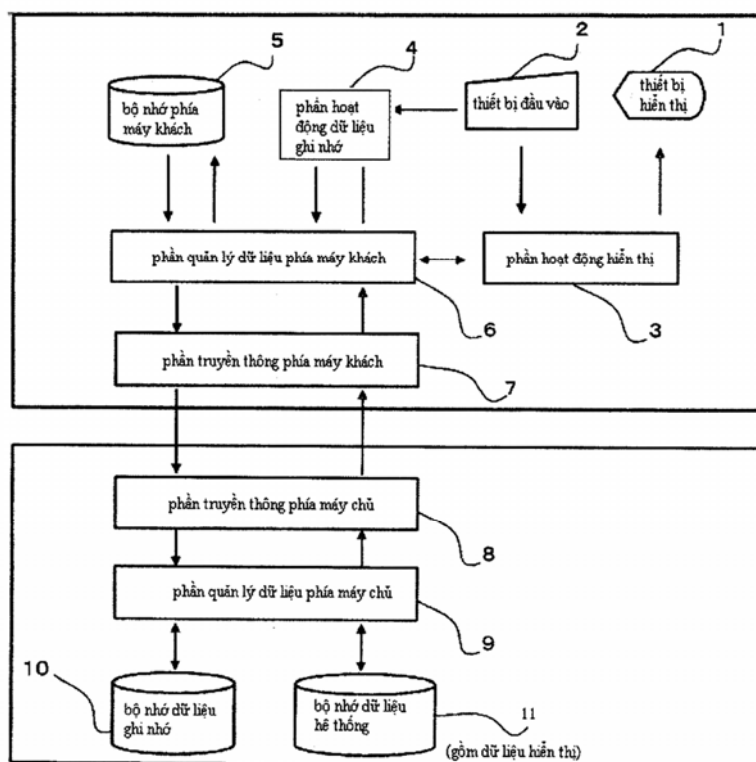 5
4
2
1
bộ nhớ phía
máy khách
phần hoạt
động dữ liệu
ghi nhớ
thiết bị đầu vào
thiết bị
hiển thị
phần quản lý dữ liệu phía máy khách
phần hoạt động hiển thị
6
3
phần truyền thông phía máy khách
7
phần truyền thông phía máy chủ
8
phần quản lý dữ liệu phía máy chủ
9
10
bộ nhớ dữ liệu
ghi nhớ
bộ nhớ dữ liệu
hê thống
11
(gồm dữ liệu hiển thị)